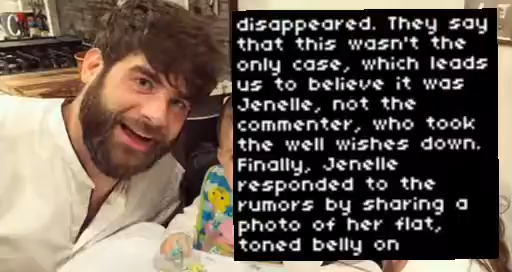 disappeared. They say
that this wasn't the
only case, which leads
us to believe it was
Jenelle, not the
commenter, who took
the well wishes down.
Finally, Jenelle
responded to the
rumors by sharing a
photo of her flat,
toned belly on